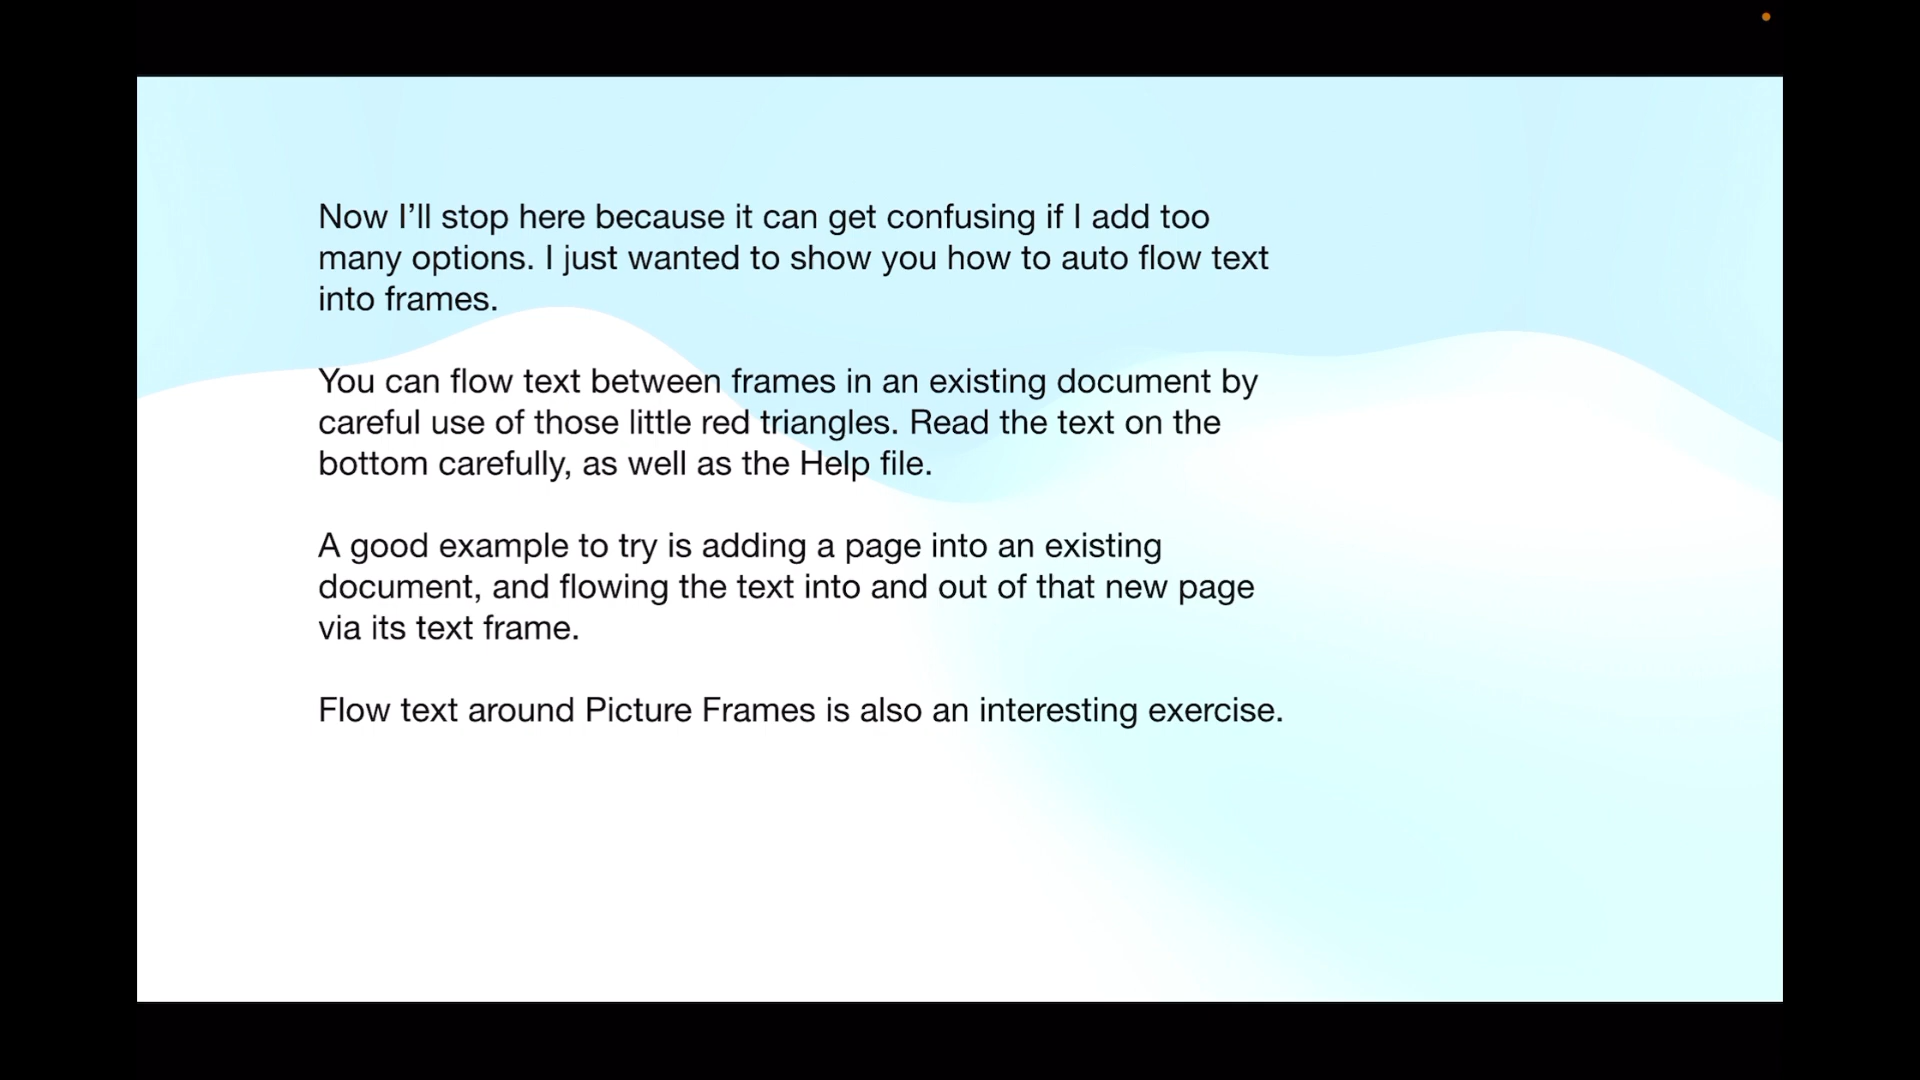 Now I’ll stop here because it can get confusing if I add too
many options. I just wanted to show you how to auto flow text
into frames.
You can flow text between frames in an existing document by
careful use of those little red triangles. Read the text on the
bottom carefully, as well as the Help file.
A good example to try is adding a page into an existing
document, and flowing the text into and out of that new page
via its text frame.
Flow text around Picture Frames is also an interesting exercise.